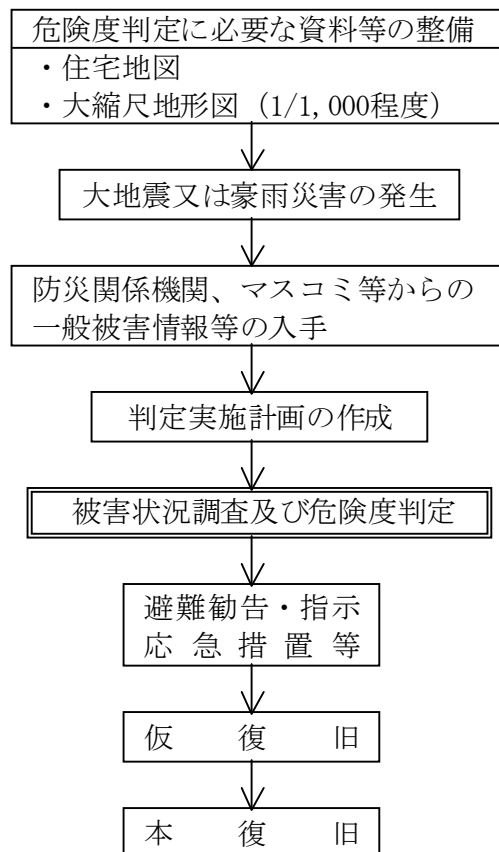 危険度判定に必要な資料等の整備
・住宅地図
・大縮尺地形図（1/1,000程度）
大地震又は豪雨災害の発生
防災関係機関、マスコミ等からの
一般被害情報等の入手
判定実施計画の作成
被害状況調査及び危険度判定
避難勧告・指示
応急措置等
仮復旧
本復旧